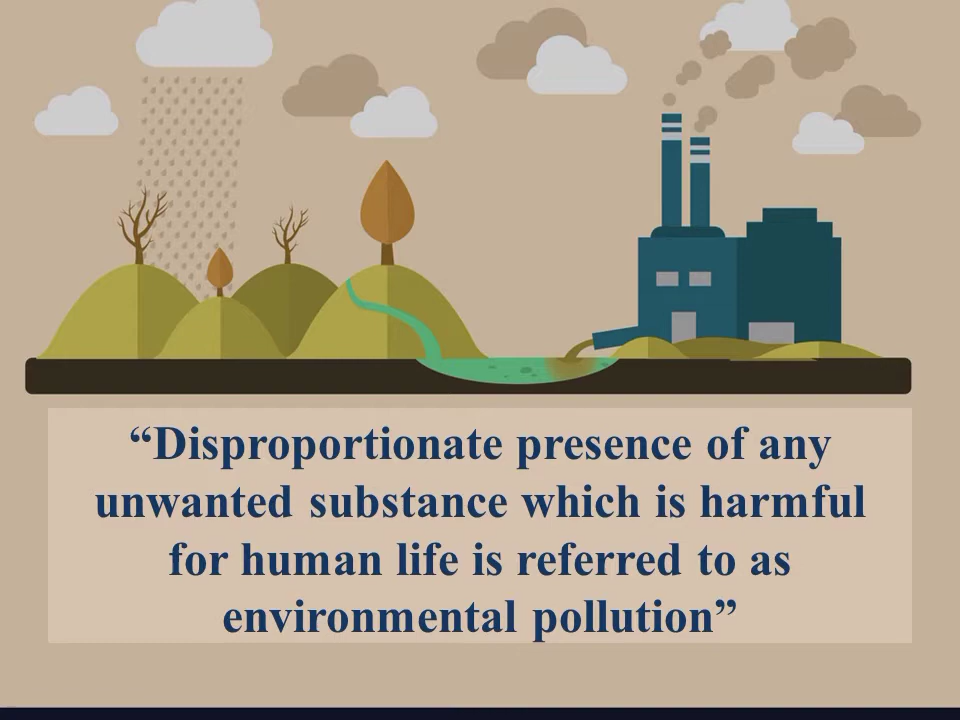 “Disproportionate presence of any
unwanted substance which is harmful
for human life is referred to as
environmental pollution”